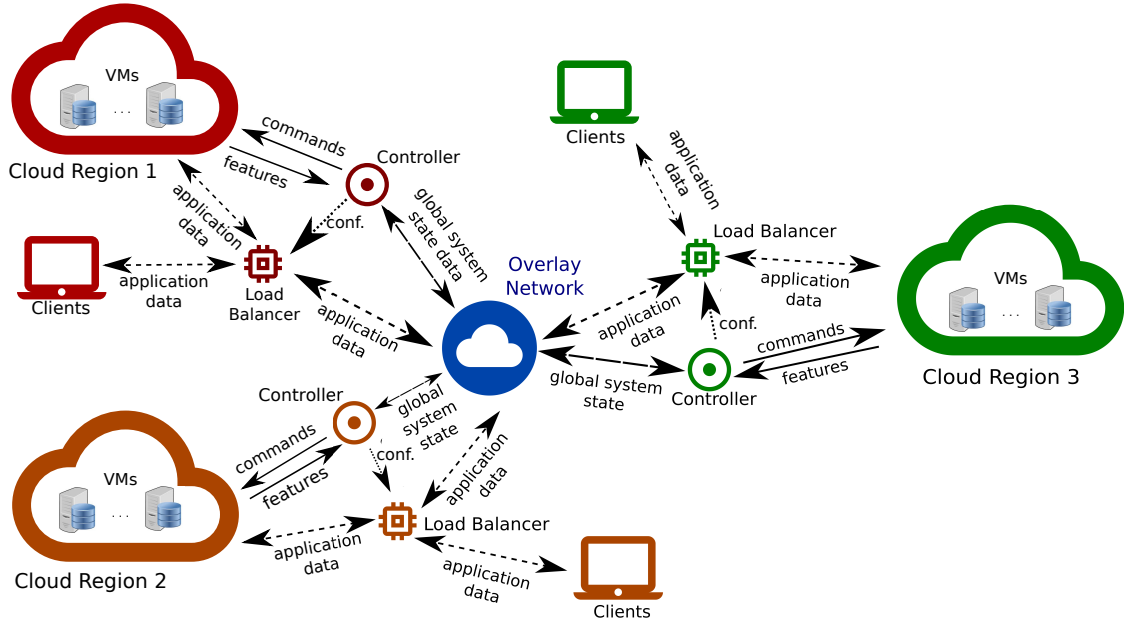 VMs
...
Cloud Region 1
commands
features
Controller
conf.
application
data
Clients
application
data
Load
Balancer
global system
state data
application
data
Overlay
Network
Clients
application
data
Load Balancer
application
data
application
data
conf.
global system
state
Controller
commands
features
VMs
...
Cloud Region 3
Controller
global
system
state
commands
features
conf.
VMs
...
Cloud Region 2
application
data
Load Balancer
application
data
application
data
Clients